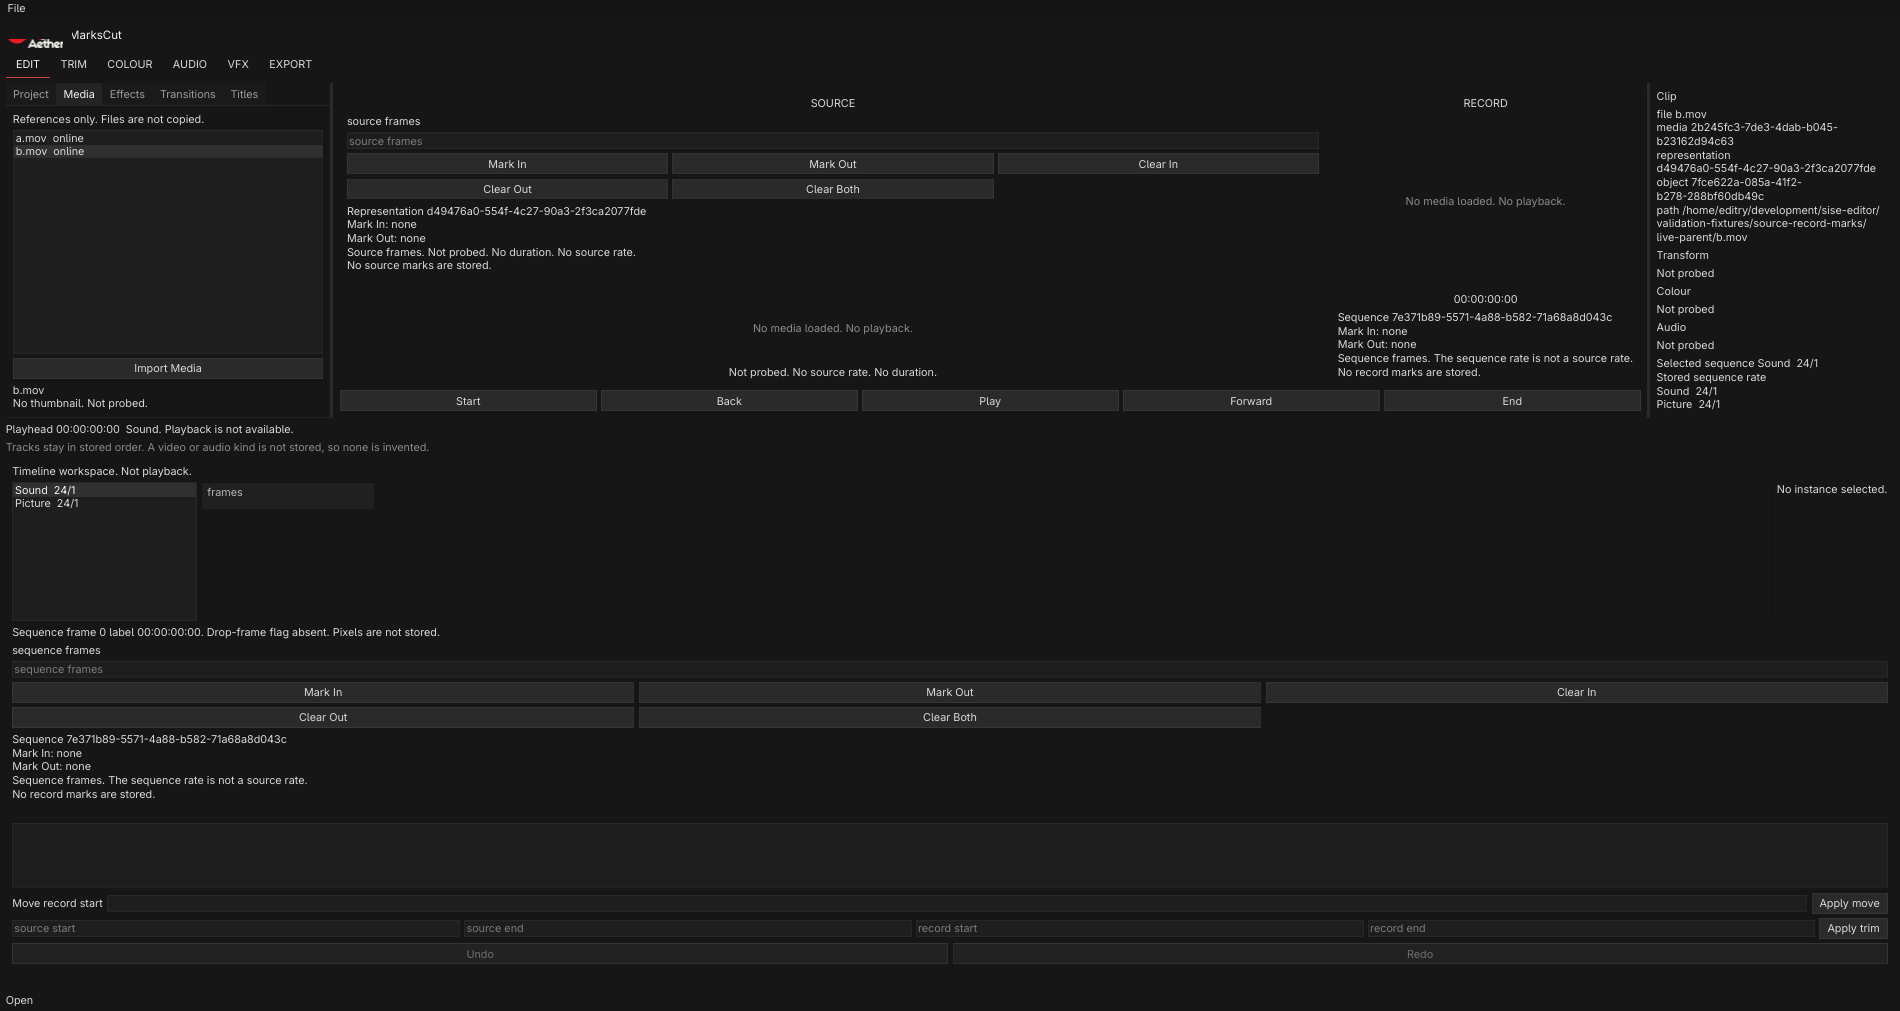 File
Aether
MarksCut
EDIT TRIM COLOUR AUDIO VFX EXPORT
Project Media Effects Transitions Titles
References only. Files are not copied.
a.mov online
b.mov online
Import Media
b.mov
No thumbnail. Not probed.
SOURCE
source frames
source frames
Mark In Mark Out Clear In
Clear Out Clear Both
Representation d49476a0-554f-4c27-90a3-2f3ca2077fde
Mark In: none
Mark Out: none
Source frames. Not probed. No duration. No source rate.
No source marks are stored.
No media loaded. No playback.
Not probed. No source rate. No duration.
RECORD
No media loaded. No playback.
00:00:00:00
Sequence 7e371b89-5571-4a88-b582-71a68a8d043c
Mark In: none
Mark Out: none
Sequence frames. The sequence rate is not a source rate.
No record marks are stored.
Start Back Play Forward End
Clip
file b.mov
media 2b245fc3-7de3-4dab-b045-
b23162d94c63
representation
d49476a0-554f-4c27-90a3-2f3ca2077fde
object 7fce622a-085a-41f2-
b278-288bf60db49c
path /home/editry/development/sise-editor/
validation-fixtures/source-record-marks/
live-parent/b.mov
Transform
Not probed
Colour
Not probed
Audio
Not probed
Selected sequence Sound 24/1
Stored sequence rate
Sound 24/1
Picture 24/1
Playhead 00:00:00:00 Sound. Playback is not available.
Tracks stay in stored order. A video or audio kind is not stored, so none is invented.
Timeline workspace. Not playback.
Sound 24/1
Picture 24/1
frames
No instance selected.
Sequence frame 0 label 00:00:00:00. Drop-frame flag absent. Pixels are not stored.
sequence frames
sequence frames
Mark In Mark Out Clear In
Clear Out Clear Both
Sequence 7e371b89-5571-4a88-b582-71a68a8d043c
Mark In: none
Mark Out: none
Sequence frames. The sequence rate is not a source rate.
No record marks are stored.
Move record start Apply move
source start source end record start record end Apply trim
Undo Redo
Open